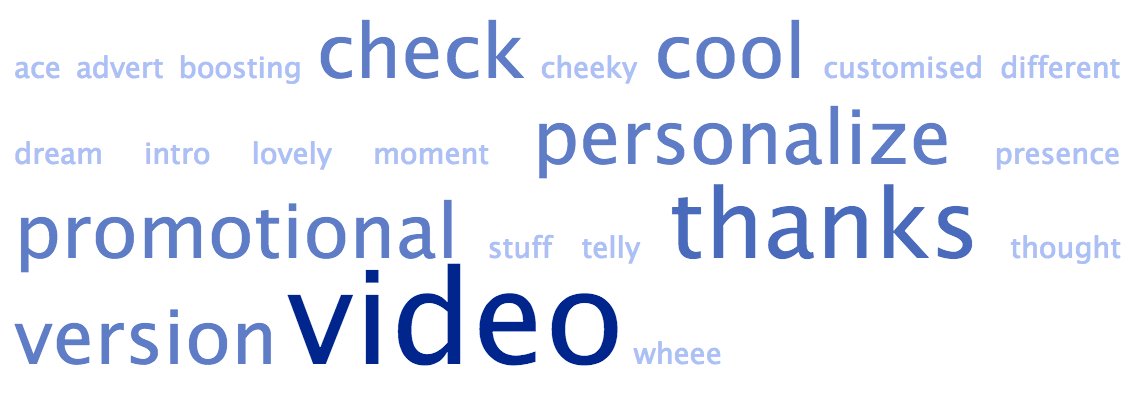 ace advert boosting check cheeky cool customised different
dream intro lovely moment personalize presence
promotional stuff telly thanks thought
version video wheee